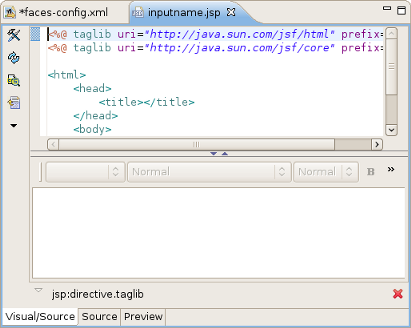 *faces-config.xml inputname.jsp
<%@ taglib uri="http://java.sun.com/jsf/html" prefix=
<%@ taglib uri="http://java.sun.com/jsf/core" prefix=
<html>
<head>
<title></title>
</head>
<body>
Normal Normal B »
jsp:directive.taglib
Visual/Source Source Preview